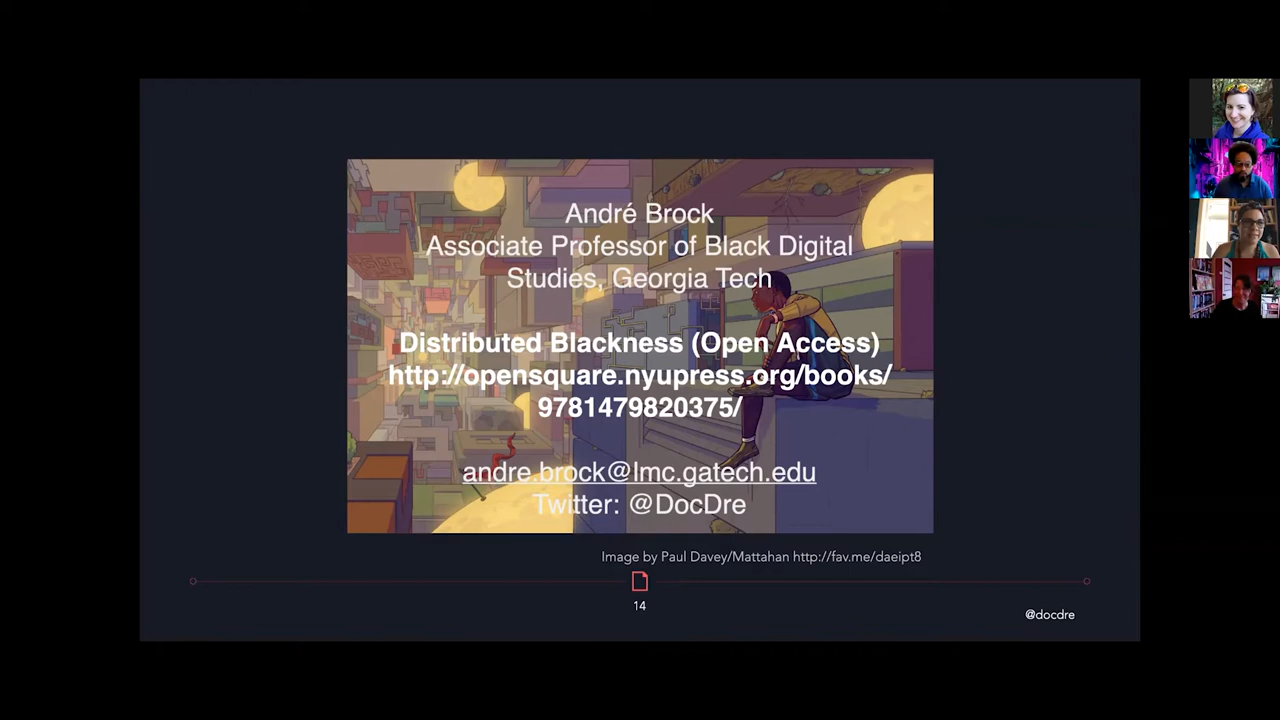 André Brock
Associate Professor of Black Digital
Studies, Georgia Tech
Distributed Blackness (Open Access)
http://opensquare.nyupress.org/books/
9781479820375/
andre.brock@lmc.gatech.edu
Twitter: @DocDre
Image by Paul Davey/Mattahan http://fav.me/daeipt8
14
@docdre